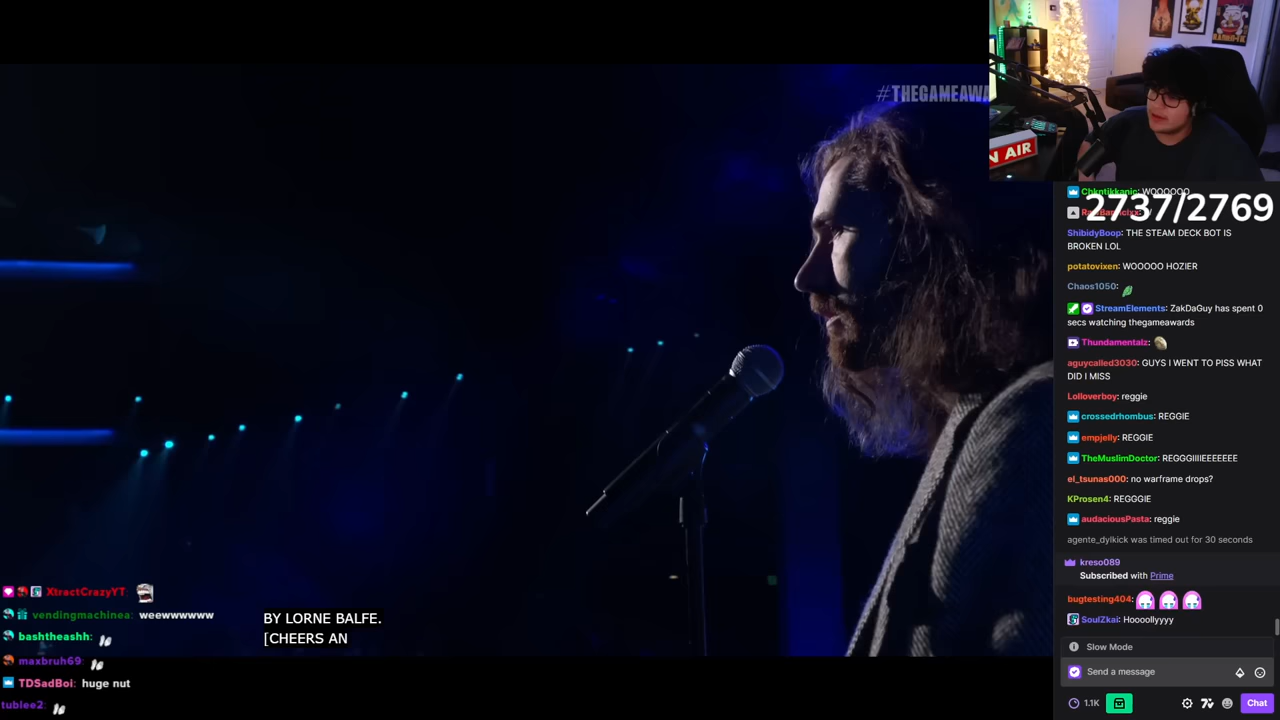 #THEGAMEAWA
N AIR
Chkntikkanic: WOOOOOO
2737/2769
ShibidyBoop: THE STEAM DECK BOT IS
BROKEN LOL
potatovixen: WOOOOO HOZIER
Chaos1050:
StreamElements: ZakDaGuy has spent 0
secs watching thegameawards
Thundamentalz:
aguycalled3030: GUYS I WENT TO PISS WHAT
DID I MISS
Lolloverboy: reggie
crossedrhombus: REGGIE
empjelly: REGGIE
TheMuslimDoctor: REGGGIIIIEEEEEEE
el_tsunas000: no warframe drops?
KProsen4: REGGGIE
audaciousPasta: reggie
agente_dylkick was timed out for 30 seconds
kreso089
Subscribed with Prime
bugtesting404:
SoulZkai: Hoooollyyyy
Slow Mode
Send a message
1.1K
Chat
XtractCrazyYT:
vendingmachinea: weewwwwwww
bashtheashh:
maxbruh69:
TDSadBoi: huge nut
tublee2:
BY LORNE BALFE.
[CHEERS AN